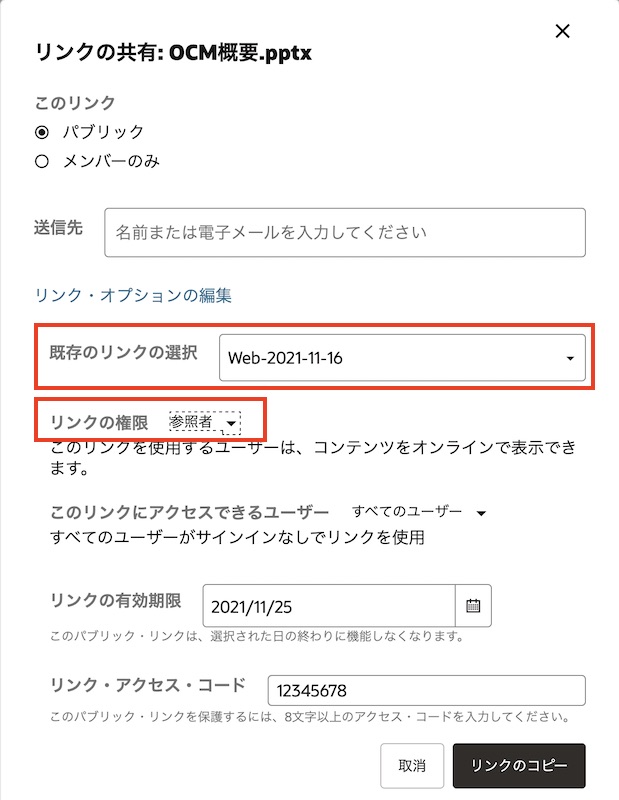 リンクの共有: OCM概要.pptx
このリンク
パブリック
メンバーのみ
送信先 名前または電子メールを入力してください
リンク・オプションの編集
既存のリンクの選択 Web-2021-11-16
リンクの権限 参照者
このリンクを使用するユーザーは、コンテンツをオンラインで表示でき
ます。
このリンクにアクセスできるユーザー すべてのユーザー
すべてのユーザーがサインインなしでリンクを使用
リンクの有効期限 2021/11/25
このパブリック・リンクは、選択された日の終わりに機能しなくなります。
リンク・アクセス・コード 12345678
このパブリック・リンクを保護するには、8文字以上のアクセス・コードを入力してください。
取消 リンクのコピー